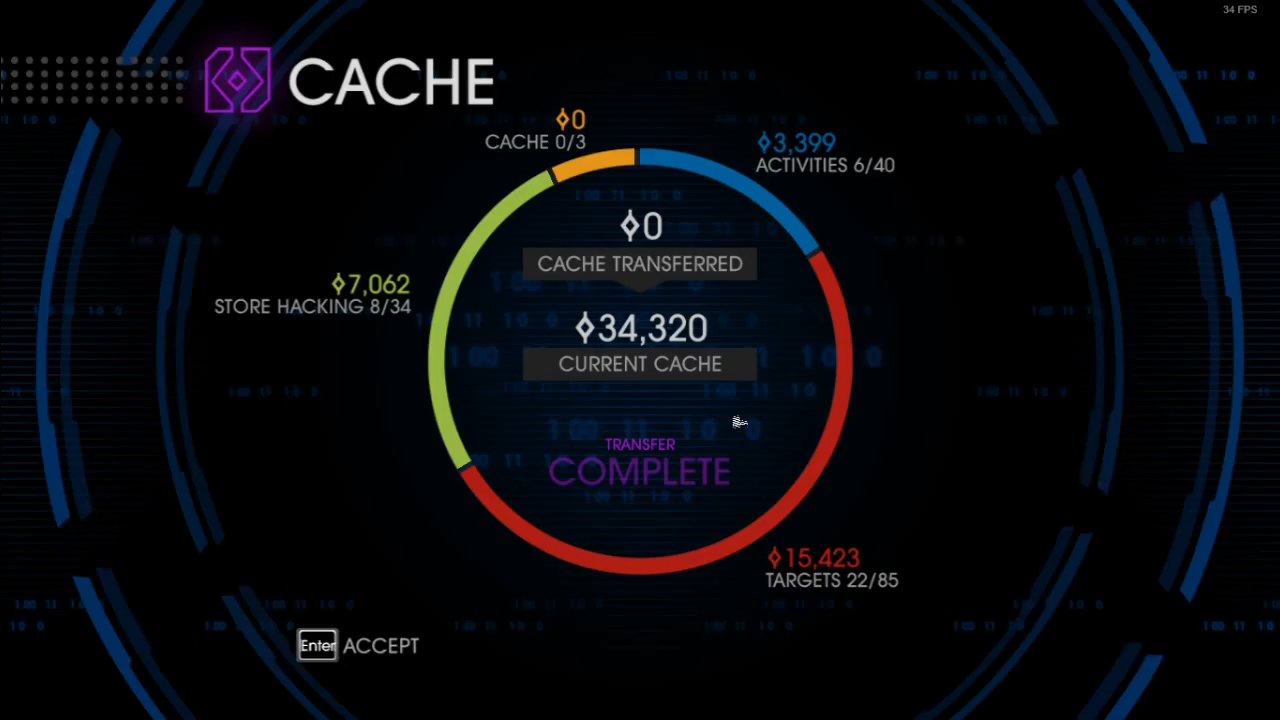 34 FPS
CACHE
0
CACHE 0/3
3,399
ACTIVITIES 6/40
0
CACHE TRANSFERRED
7,062
STORE HACKING 8/34
34,320
CURRENT CACHE
TRANSFER
COMPLETE
15,423
TARGETS 22/85
Enter ACCEPT